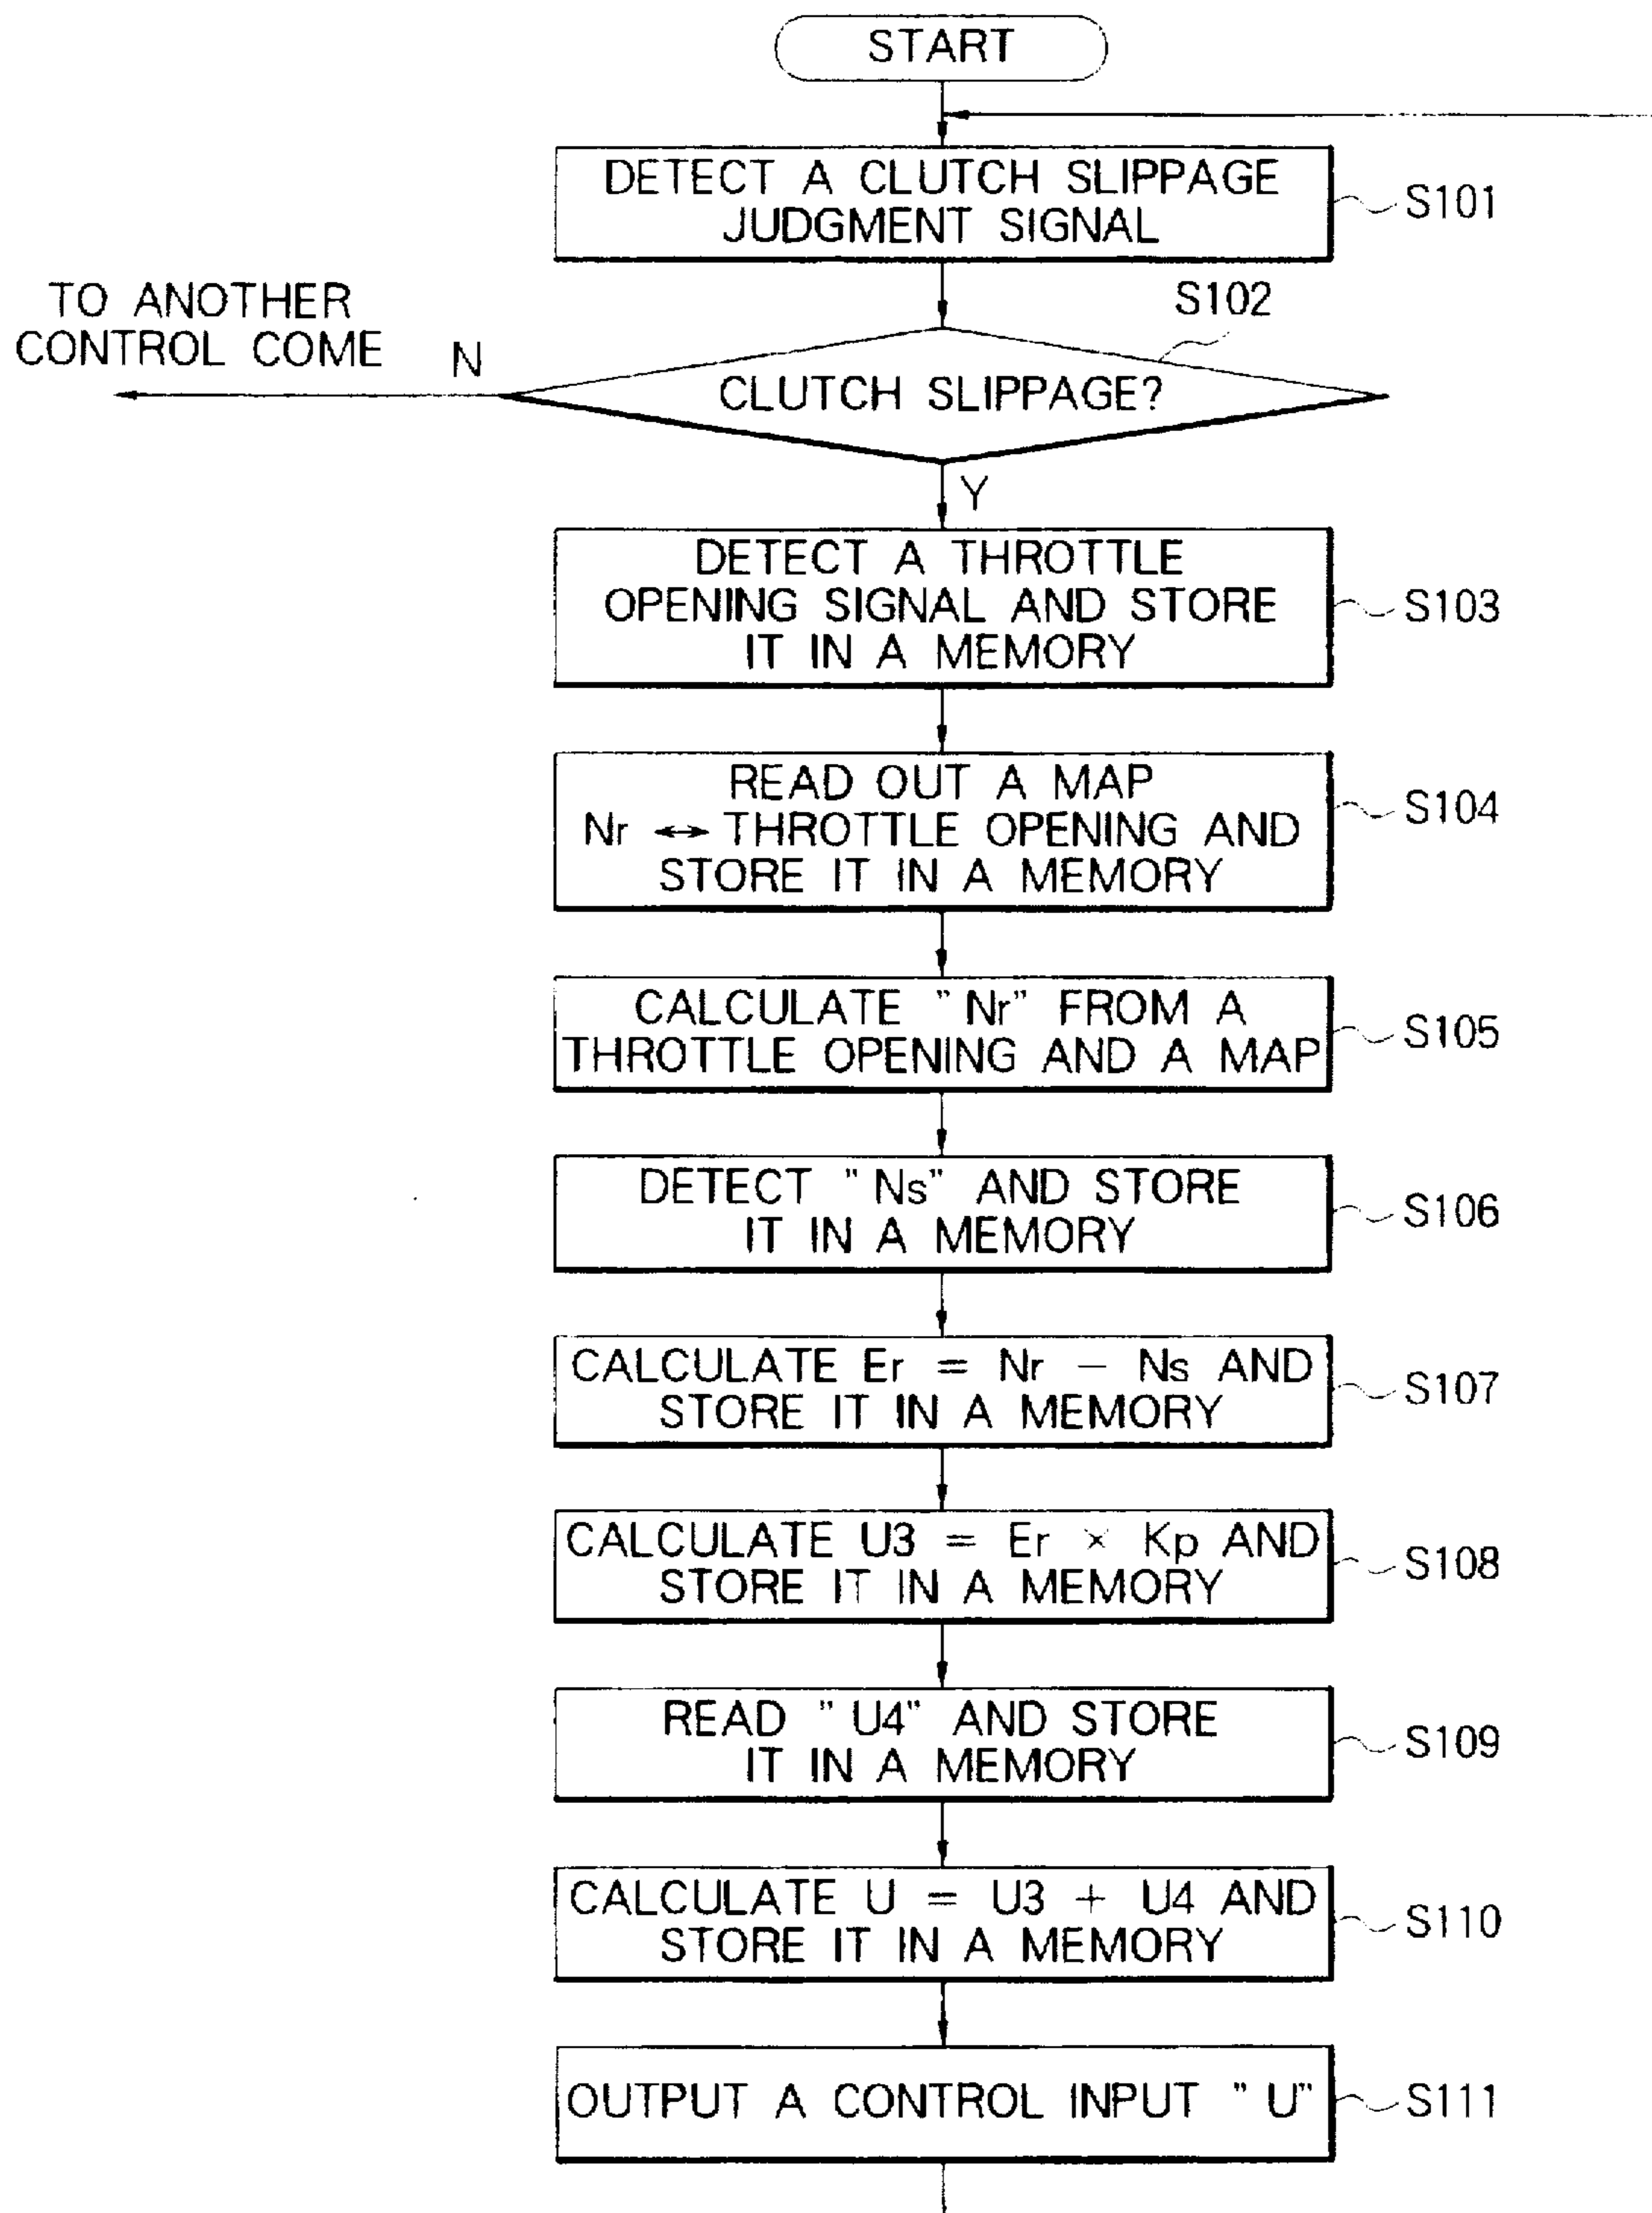 START
DETECT A CLUTCH SLIPPAGE
JUDGMENT SIGNAL
S101
TO ANOTHER
CONTROL COME
N
S102
CLUTCH SLIPPAGE?
Y
DETECT A THROTTLE
OPENING SIGNAL AND STORE
IT IN A MEMORY
S103
READ OUT A MAP
Nr ↔ THROTTLE OPENING AND
STORE IT IN A MEMORY
S104
CALCULATE "Nr" FROM A
THROTTLE OPENING AND A MAP
S105
DETECT "Ns" AND STORE
IT IN A MEMORY
S106
CALCULATE Er = Nr − Ns AND
STORE IT IN A MEMORY
S107
CALCULATE U3 = Er × Kp AND
STORE IT IN A MEMORY
S108
READ "U4" AND STORE
IT IN A MEMORY
S109
CALCULATE U = U3 + U4 AND
STORE IT IN A MEMORY
S110
OUTPUT A CONTROL INPUT "U"
S111